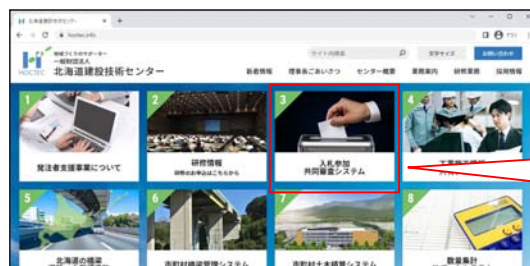 hoctec.info
地域づくりのサポーター
一般財団法人
HOCTEC 北海道建設技術センター
サイト内検索
文字サイズ
お問い合わせ
新着情報 理事長ごあいさつ センター概要 業務案内 研修業務 採用情報
1
発注者支援事業について
2
研修情報
研修のお申込はこちらから
3
入札参加
共同審査システム
4
5
北海道の橋梁
6
市町村橋梁管理システム
7
市町村土木積算システム
8
数量集計